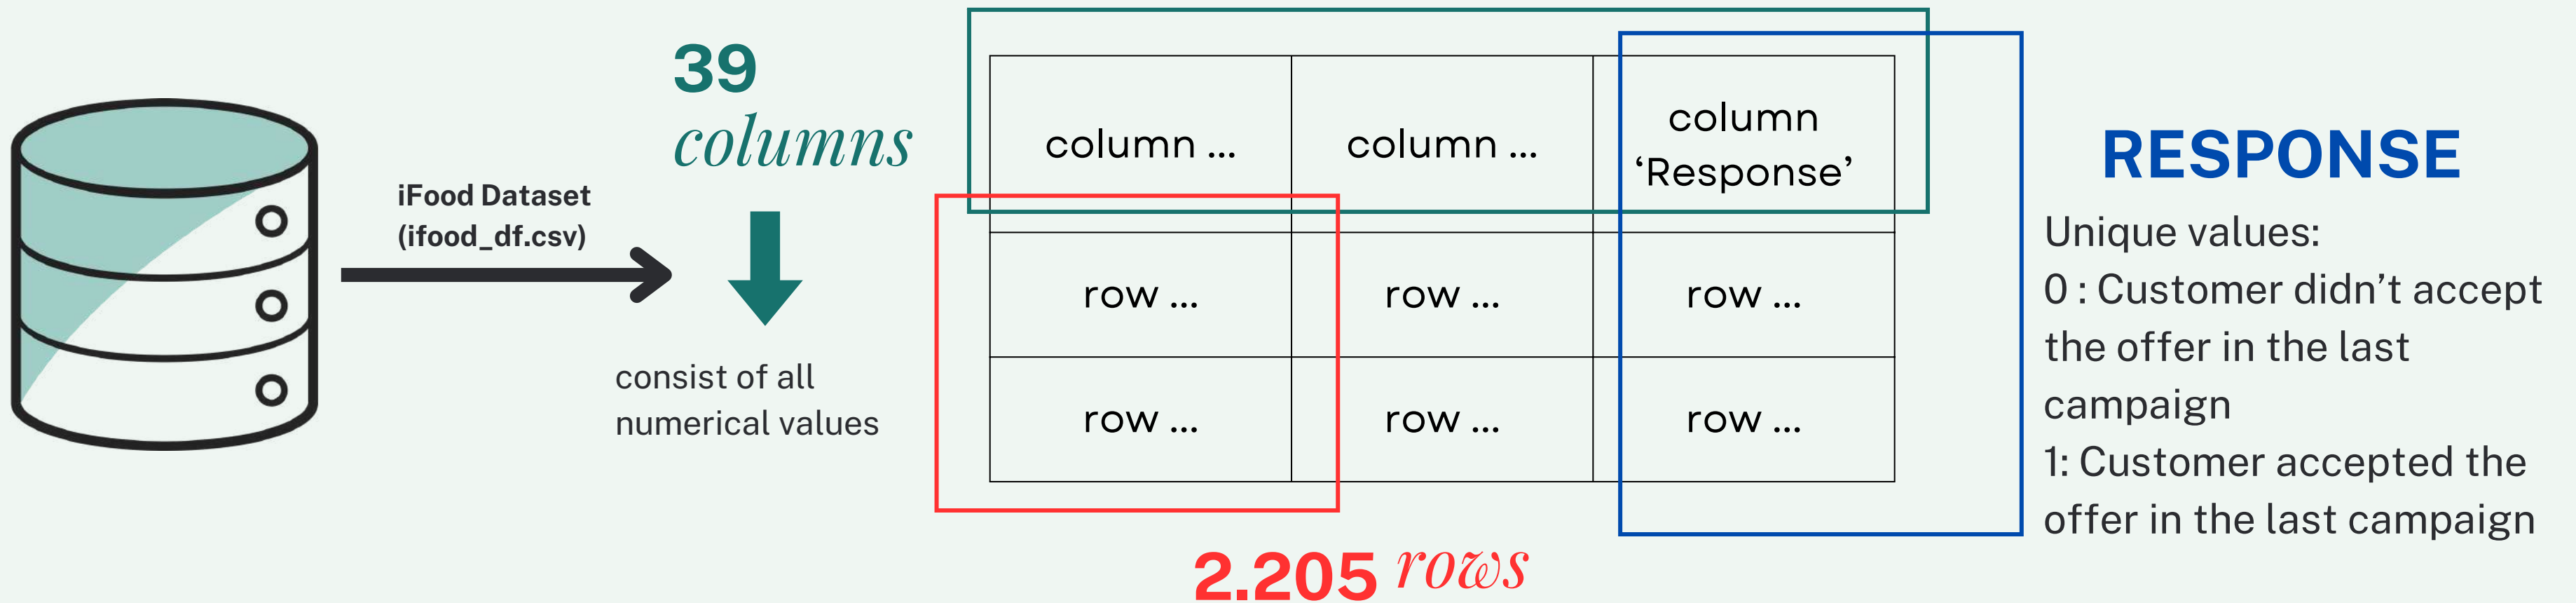 39
columns
iFood Dataset
(ifood_df.csv)
consist of all
numerical values
column ...
column ...
column
‘Response’
row ...
row ...
row ...
row ...
row ...
row ...
2.205 rows
RESPONSE
Unique values:
0 : Customer didn’t accept
the offer in the last
campaign
1: Customer accepted the
offer in the last campaign